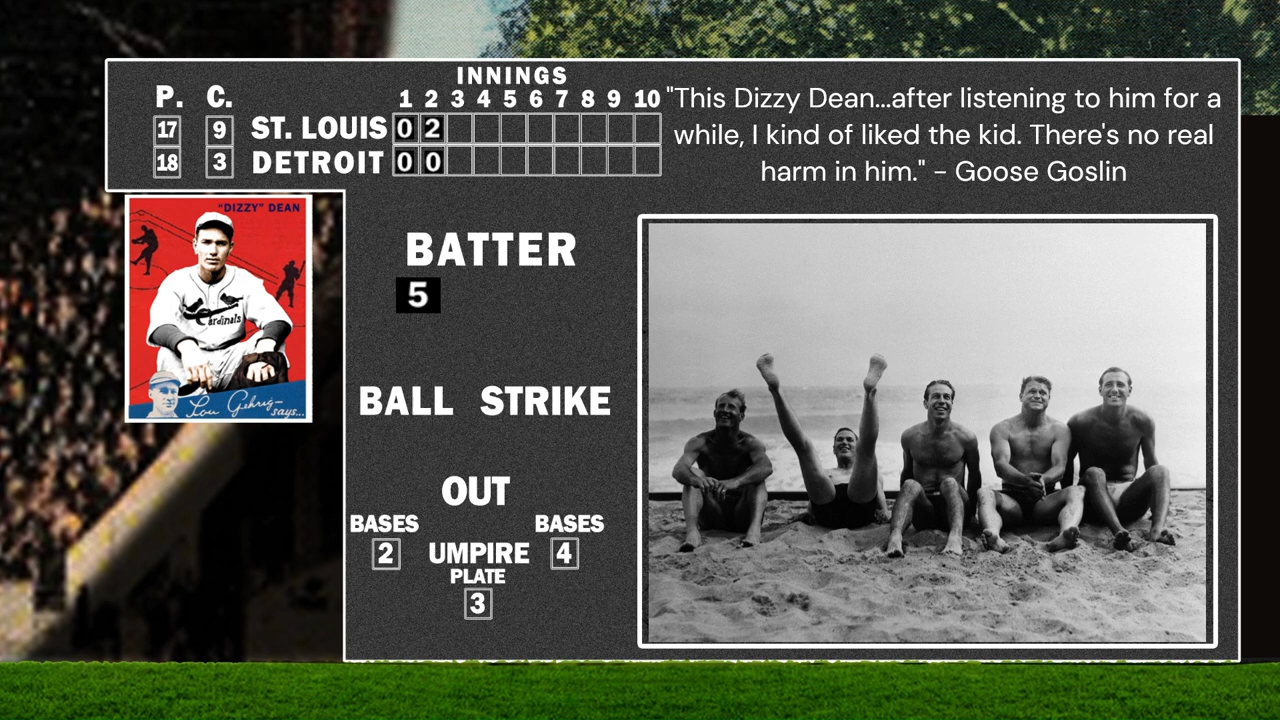 INNINGS
P. C. 1 2 3 4 5 6 7 8 9 10
17 9 ST. LOUIS 0 2
18 3 DETROIT 0 0
"This Dizzy Dean...after listening to him for a
while, I kind of liked the kid. There's no real
harm in him." - Goose Goslin
"DIZZY" DEAN
Cardinals
Lou Gehrig—
says...
BATTER
5
BALL STRIKE
OUT
BASES BASES
2 UMPIRE 4
PLATE
3